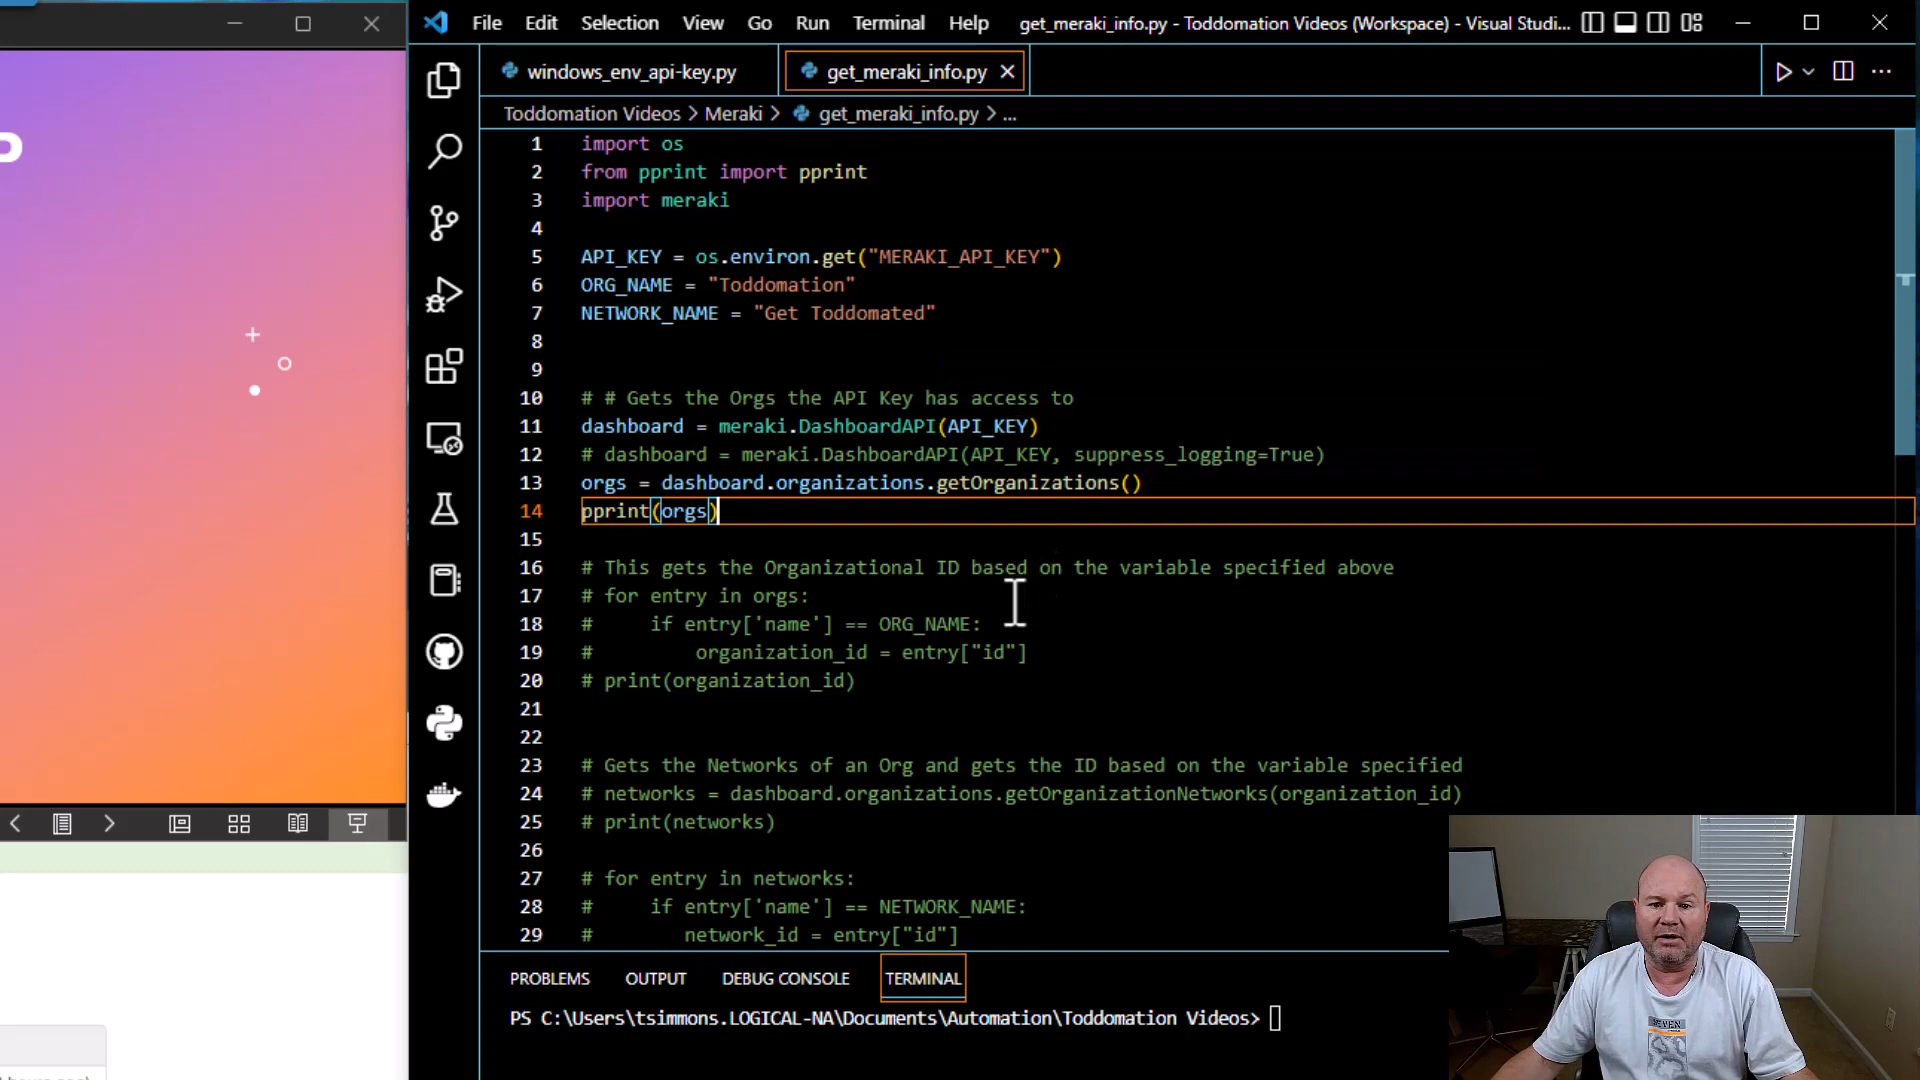 File Edit Selection View Go Run Terminal Help get_meraki_info.py - Toddomation Videos (Workspace) - Visual Studi...
windows_env_api-key.py get_meraki_info.py
Toddomation Videos > Meraki > get_meraki_info.py > ...
1 import os
2 from pprint import pprint
3 import meraki
4
5 API_KEY = os.environ.get("MERAKI_API_KEY")
6 ORG_NAME = "Toddomation"
7 NETWORK_NAME = "Get Toddomated"
8
9
10 # # Gets the Orgs the API Key has access to
11 dashboard = meraki.DashboardAPI(API_KEY)
12 # dashboard = meraki.DashboardAPI(API_KEY, suppress_logging=True)
13 orgs = dashboard.organizations.getOrganizations()
14 pprint(orgs)
15
16 # This gets the Organizational ID based on the variable specified above
17 # for entry in orgs:
18 #     if entry['name'] == ORG_NAME:
19 #         organization_id = entry["id"]
20 # print(organization_id)
21
22
23 # Gets the Networks of an Org and gets the ID based on the variable specified
24 # networks = dashboard.organizations.getOrganizationNetworks(organization_id)
25 # print(networks)
26
27 # for entry in networks:
28 #     if entry['name'] == NETWORK_NAME:
29 #        network_id = entry["id"]
PROBLEMS OUTPUT DEBUG CONSOLE TERMINAL
PS C:\Users\tsimmons.LOGICAL-NA\Documents\Automation\Toddomation Videos>
SEVEN